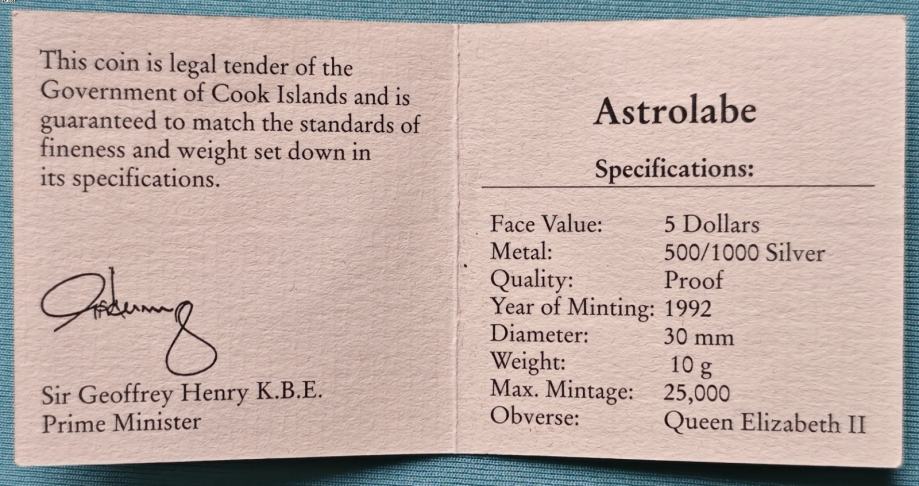 This coin is legal tender of the
Government of Cook Islands and is
guaranteed to match the standards of
fineness and weight set down in
its specifications.
Sir Geoffrey Henry K.B.E.
Prime Minister
Astrolabe
Specifications:
Face Value: 5 Dollars
Metal: 500/1000 Silver
Quality: Proof
Year of Minting: 1992
Diameter: 30 mm
Weight: 10 g
Max. Mintage: 25,000
Obverse: Queen Elizabeth II